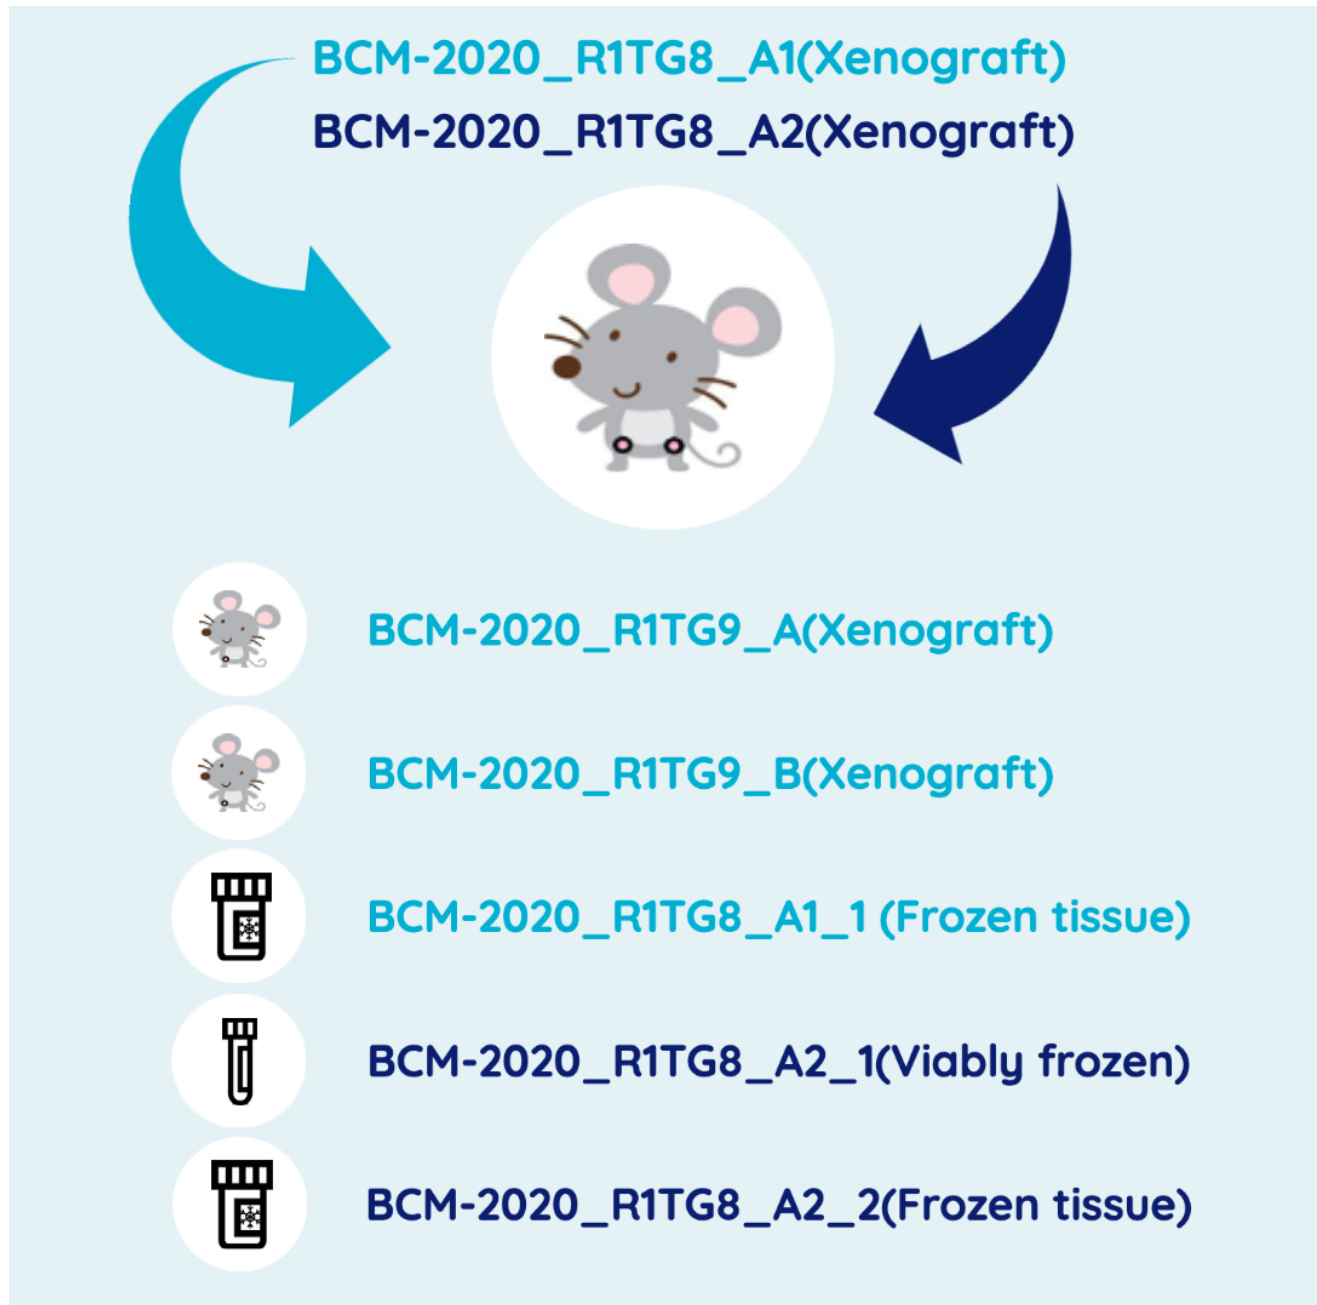 BCM-2020_R1TG8_A1(Xenograft)
BCM-2020_R1TG8_A2(Xenograft)
BCM-2020_R1TG9_A(Xenograft)
BCM-2020_R1TG9_B(Xenograft)
BCM-2020_R1TG8_A1_1 (Frozen tissue)
BCM-2020_R1TG8_A2_1(Viably frozen)
BCM-2020_R1TG8_A2_2(Frozen tissue)